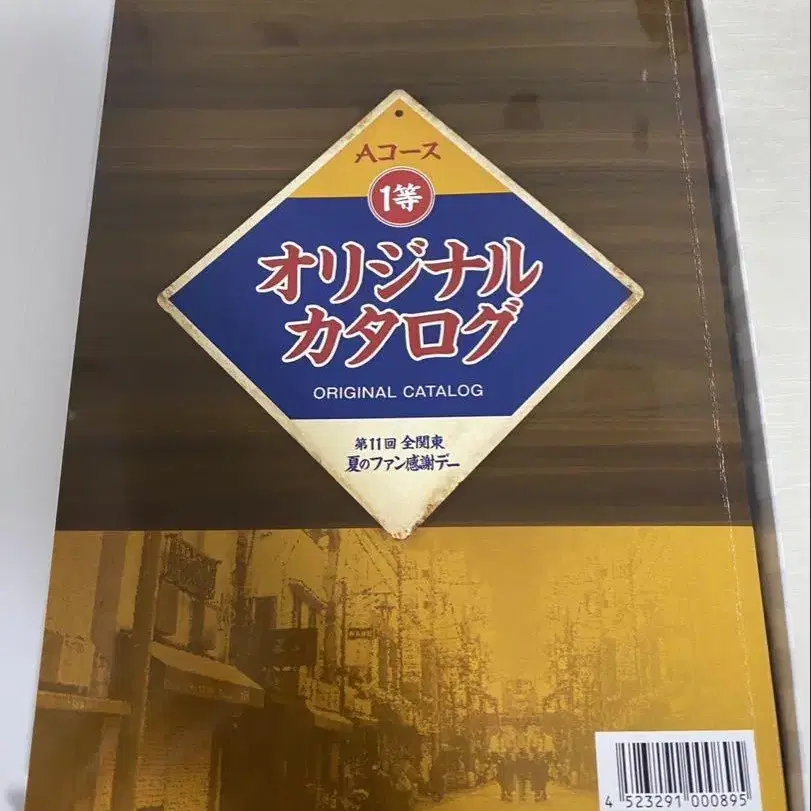 Aコース
1等
オリジナル
カタログ
ORIGINAL CATALOG
第11回 全関東
夏のファン感謝デー
4 523291 000895